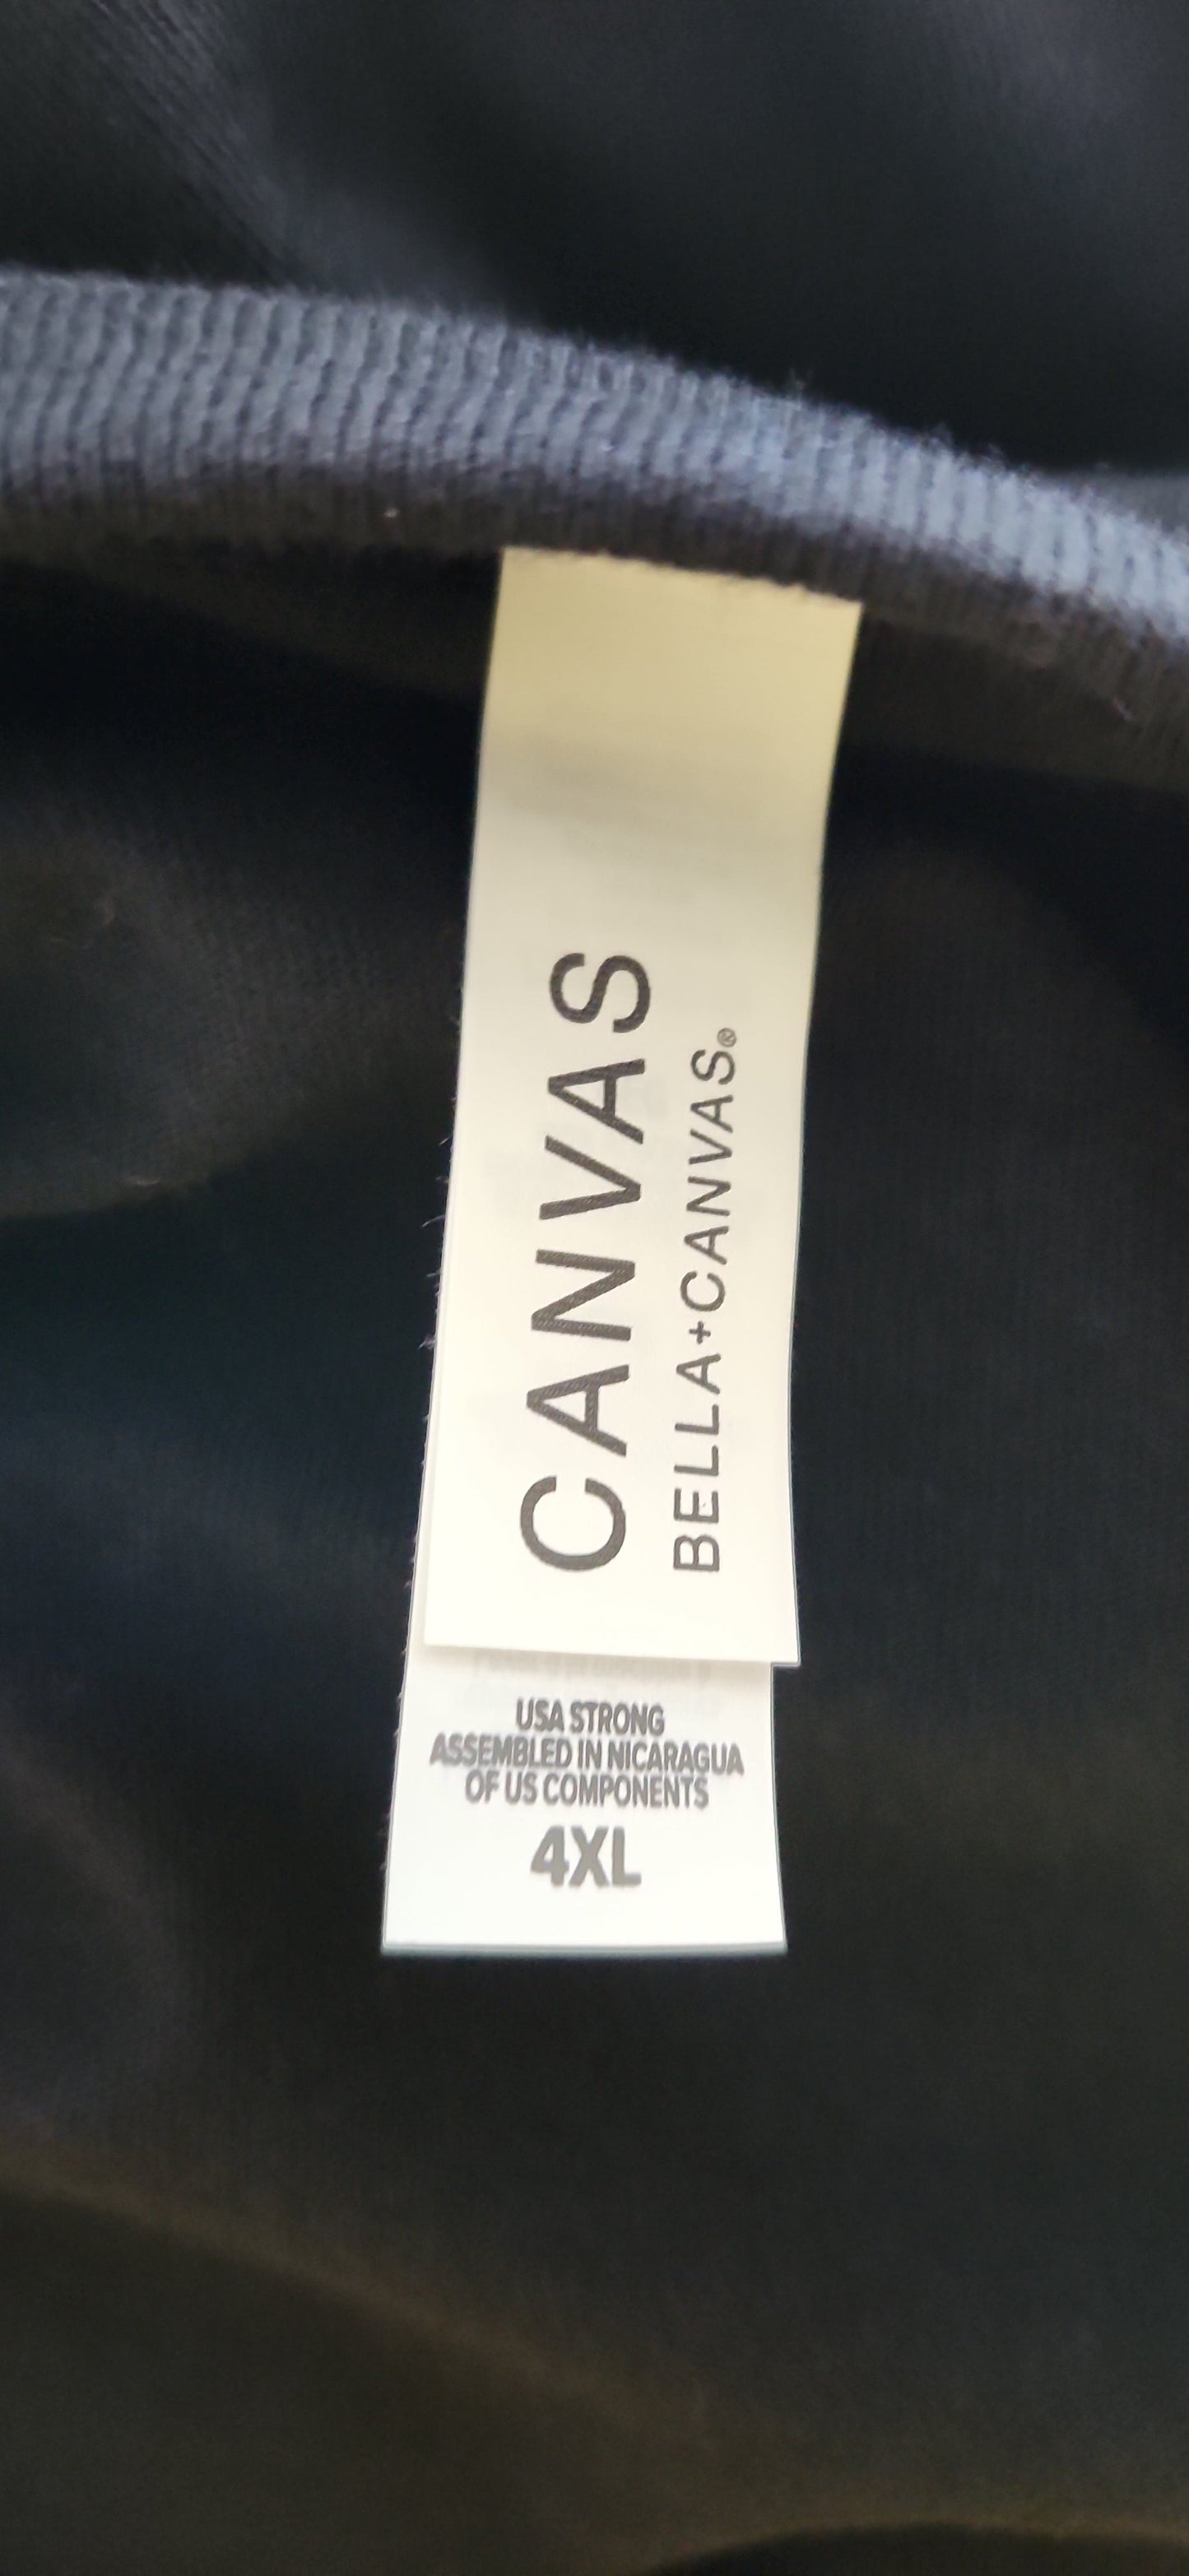 CANVAS
BELLA+CANVAS®
USA STRONG
ASSEMBLED IN NICARAGUA
OF US COMPONENTS
4XL